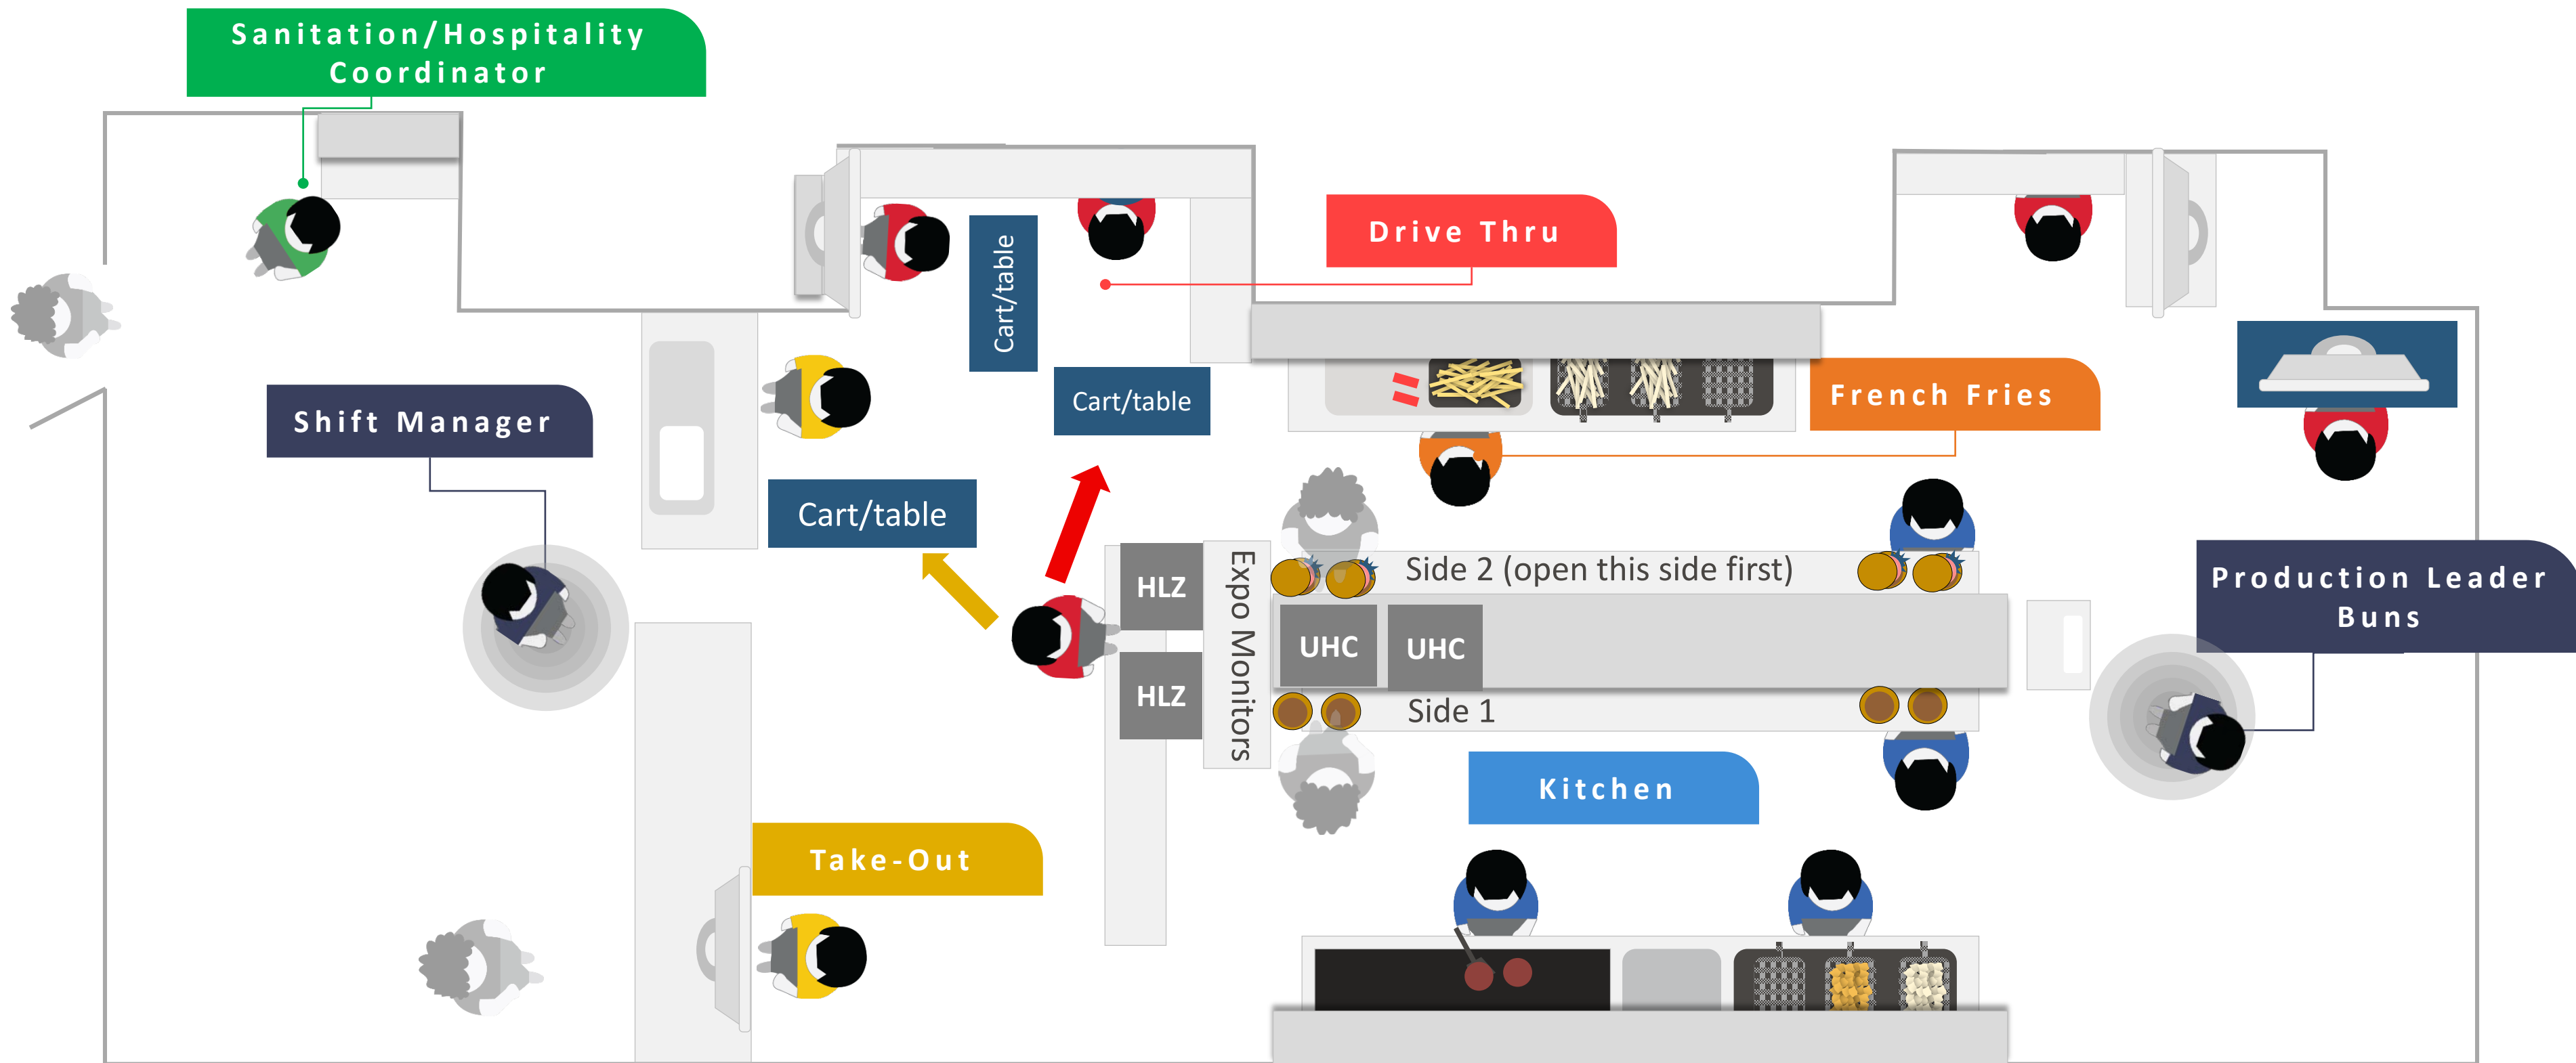 Sanitation/Hospitality
Coordinator
Drive Thru
Cart/table
Cart/table
French Fries
Shift Manager
Cart/table
Expo Monitors
HLZ
HLZ
Side 2 (open this side first)
UHC
UHC
Side 1
Production Leader
Buns
Kitchen
Take-Out